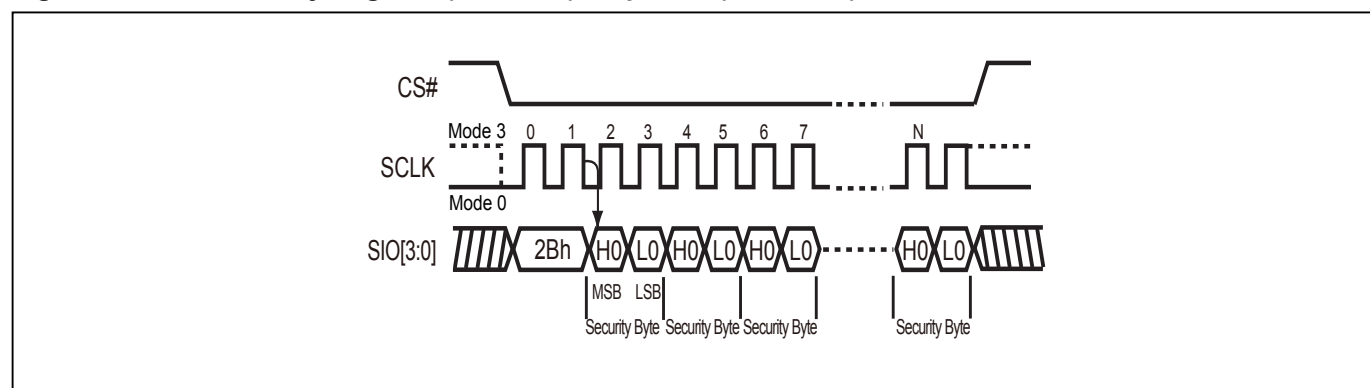 CS#
Mode 3 0 1 2 3 4 5 6 7 N
SCLK
Mode 0
SIO[3:0] 2Bh H0 L0 H0 L0 H0 L0 H0 L0
MSB LSB
Security Byte Security Byte Security Byte Security Byte